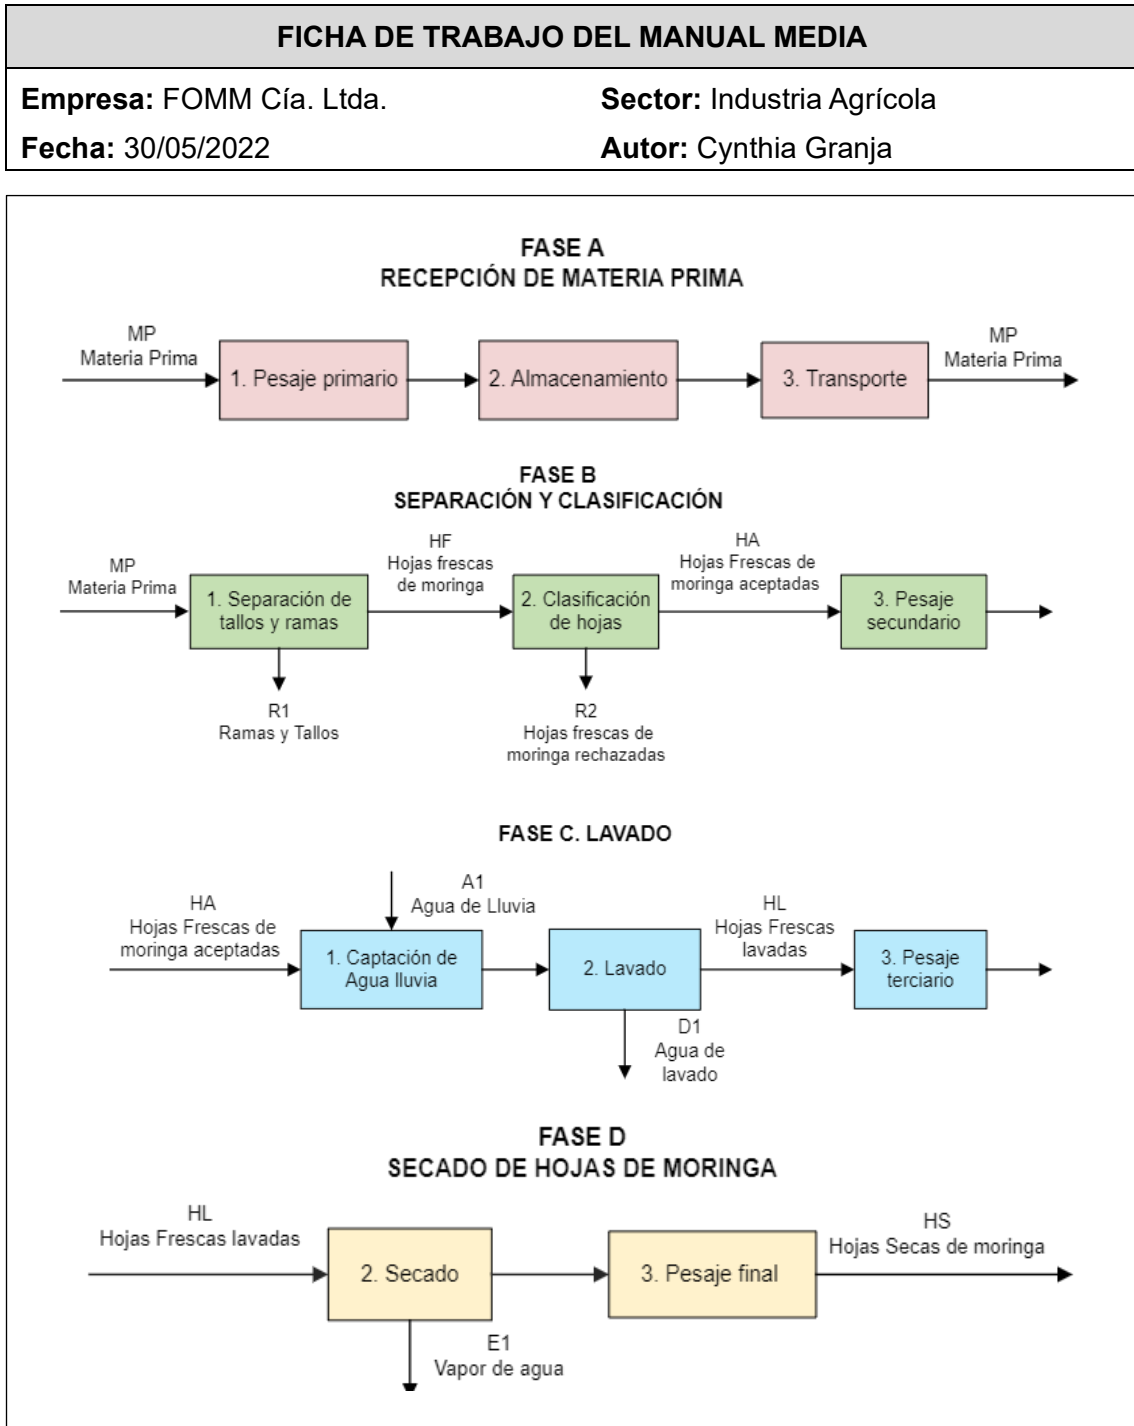 FICHA DE TRABAJO DEL MANUAL MEDIA
Empresa: FOMM Cía. Ltda.
Sector: Industria Agrícola
Fecha: 30/05/2022
Autor: Cynthia Granja
FASE A
RECEPCIÓN DE MATERIA PRIMA
MP
Materia Prima
1. Pesaje primario
2. Almacenamiento
3. Transporte
MP
Materia Prima
FASE B
SEPARACIÓN Y CLASIFICACIÓN
MP
Materia Prima
1. Separación de
tallos y ramas
HF
Hojas frescas
de moringa
2. Clasificación
de hojas
HA
Hojas Frescas de
moringa aceptadas
3. Pesaje
secundario
R1
Ramas y Tallos
R2
Hojas frescas de
moringa rechazadas
FASE C. LAVADO
HA
Hojas Frescas de
moringa aceptadas
A1
Agua de Lluvia
1. Captación de
Agua lluvia
2. Lavado
HL
Hojas Frescas
lavadas
3. Pesaje
terciario
D1
Agua de
lavado
FASE D
SECADO DE HOJAS DE MORINGA
HL
Hojas Frescas lavadas
2. Secado
3. Pesaje final
HS
Hojas Secas de moringa
E1
Vapor de agua